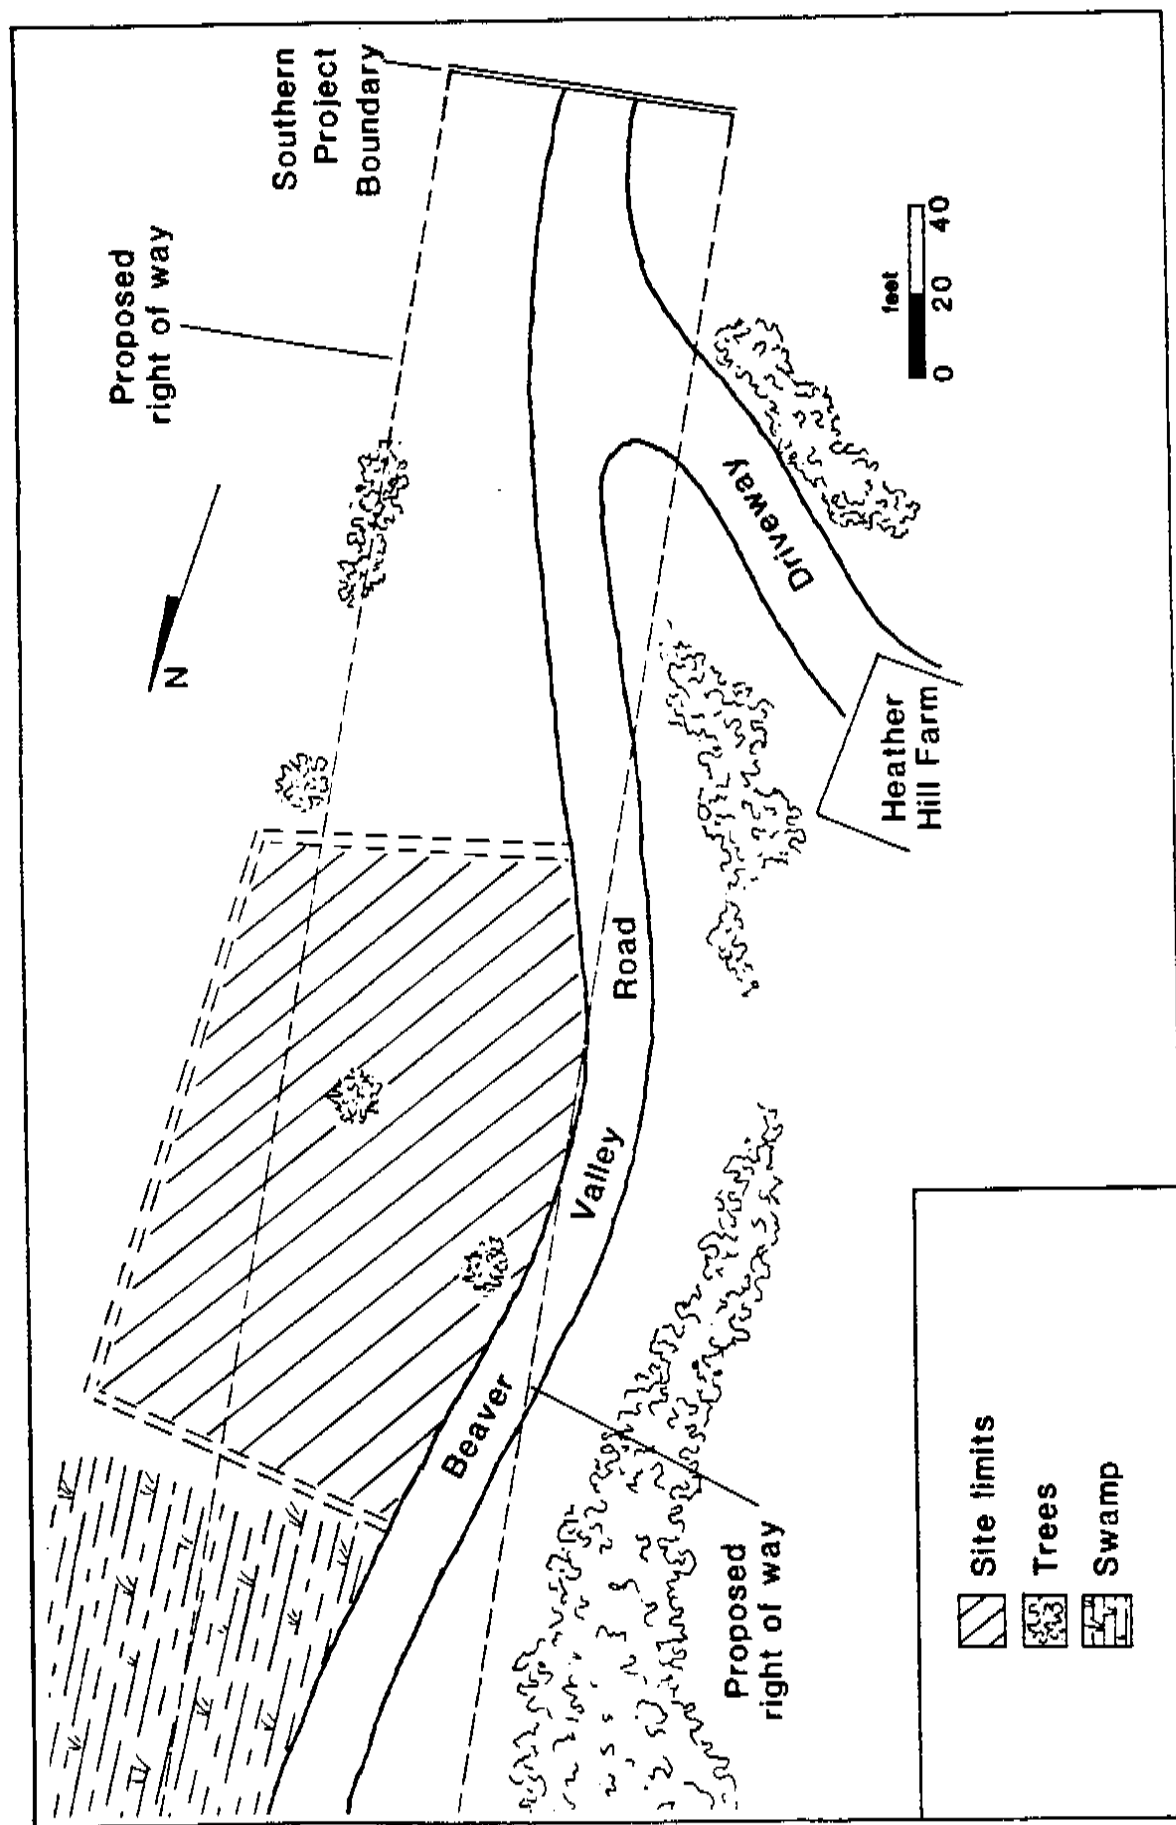 Southern
Project
Boundary
Proposed
right of way
N
feet
0 20 40
Driveway
Heather
Hill Farm
Beaver
Valley
Road
Proposed
right of way
Site limits
Trees
Swamp